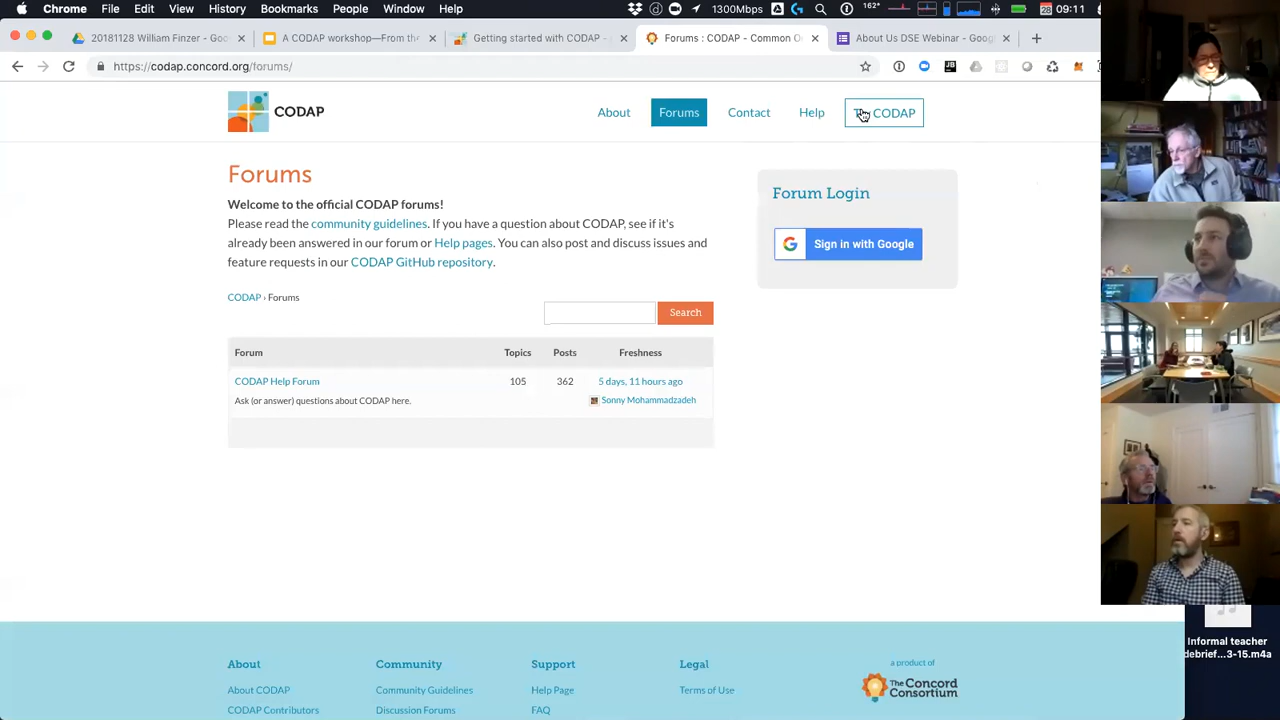 Chrome File Edit View History Bookmarks People Window Help
1300Mbps 162° 99% 09:11
20181128 William Finzer - Goo
A CODAP workshop—From the
Getting started with CODAP -
Forums : CODAP - Common O
About Us DSE Webinar - Googl
https://codap.concord.org/forums/
CODAP
About
Forums
Contact
Help
CODAP
Forums
Welcome to the official CODAP forums!
Please read the community guidelines. If you have a question about CODAP, see if it's
already been answered in our forum or Help pages. You can also post and discuss issues and
feature requests in our CODAP GitHub repository.
Forum Login
Sign in with Google
CODAP › Forums
Search
Forum Topics Posts Freshness
CODAP Help Forum 105 362 5 days, 11 hours ago
Ask (or answer) questions about CODAP here. Sonny Mohammadzadeh
About Community Support Legal
About CODAP Community Guidelines Help Page Terms of Use
CODAP Contributors Discussion Forums FAQ
a product of
The Concord
Consortium
Informal teacher
debrief...3-15.m4a